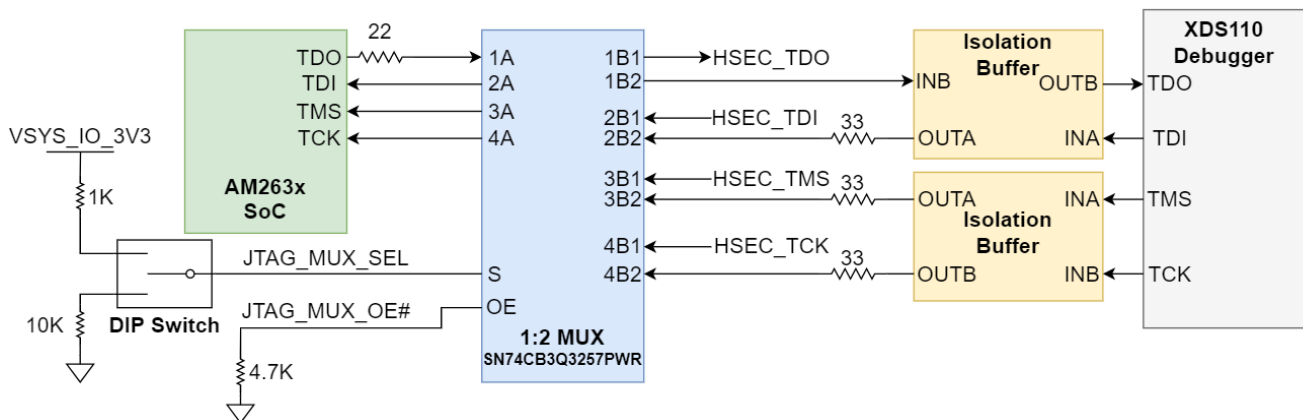 22
TDO
TDI
TMS
TCK
AM263x
SoC
VSYS_IO_3V3
1K
10K
DIP Switch
JTAG_MUX_SEL
JTAG_MUX_OE#
4.7K
1A
2A
3A
4A
S
OE
1B1
1B2
2B1
2B2
3B1
3B2
4B1
4B2
1:2 MUX
SN74CB3Q3257PWR
HSEC_TDO
HSEC_TDI
33
HSEC_TMS
33
HSEC_TCK
33
Isolation
Buffer
INB
OUTB
OUTA
INA
OUTA
INA
Isolation
Buffer
OUTB
INB
XDS110
Debugger
TDO
TDI
TMS
TCK